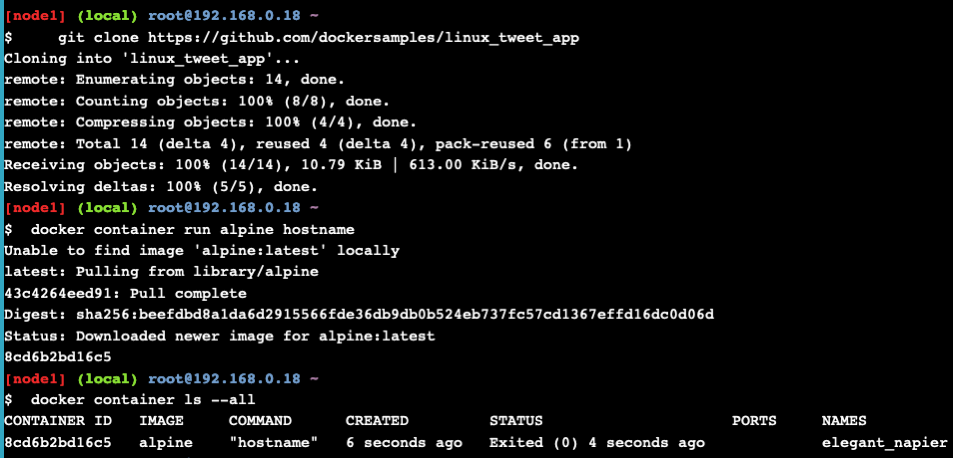 [node1] (local) root@192.168.0.18 ~
$     git clone https://github.com/dockersamples/linux_tweet_app
Cloning into 'linux_tweet_app'...
remote: Enumerating objects: 14, done.
remote: Counting objects: 100% (8/8), done.
remote: Compressing objects: 100% (4/4), done.
remote: Total 14 (delta 4), reused 4 (delta 4), pack-reused 6 (from 1)
Receiving objects: 100% (14/14), 10.79 KiB | 613.00 KiB/s, done.
Resolving deltas: 100% (5/5), done.
[node1] (local) root@192.168.0.18 ~
$  docker container run alpine hostname
Unable to find image 'alpine:latest' locally
latest: Pulling from library/alpine
43c4264eed91: Pull complete
Digest: sha256:beefdbd8a1da6d2915566fde36db9db0b524eb737fc57cd1367effd16dc0d06d
Status: Downloaded newer image for alpine:latest
8cd6b2bd16c5
[node1] (local) root@192.168.0.18 ~
$  docker container ls --all
CONTAINER ID   IMAGE     COMMAND      CREATED         STATUS                     PORTS     NAMES
8cd6b2bd16c5   alpine    "hostname"   6 seconds ago   Exited (0) 4 seconds ago             elegant_napier